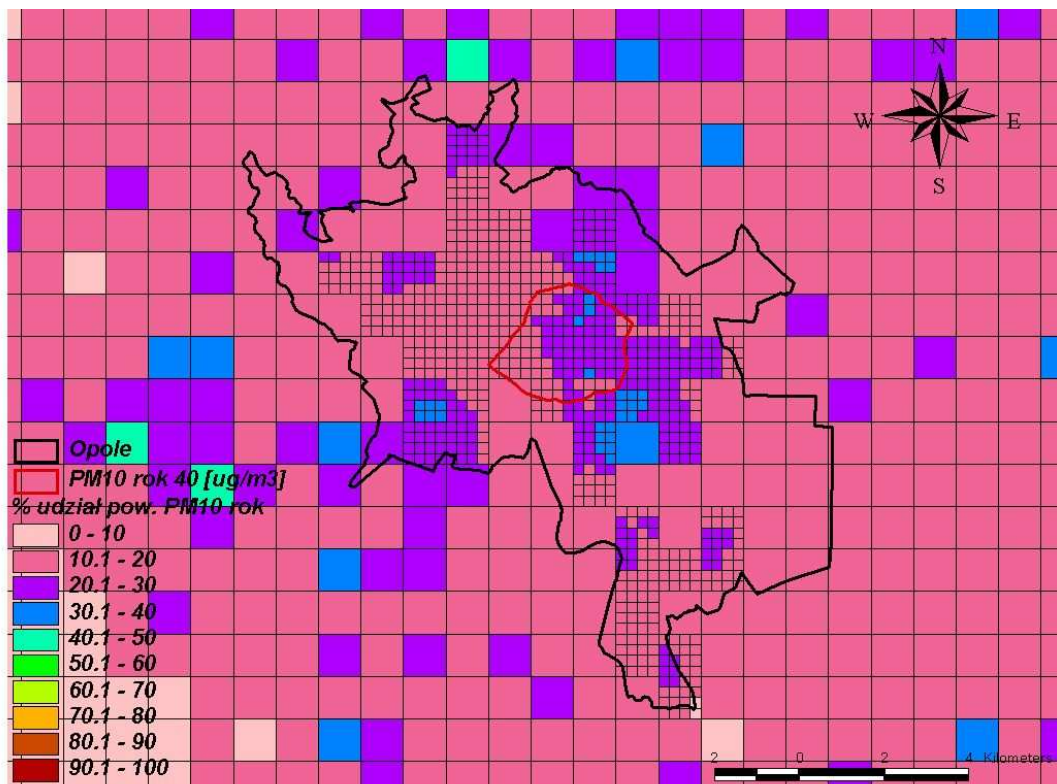 N
W E
S
Opole
PM10 rok 40 [ug/m3]
% udział pow. PM10 rok
0 - 10
10.1 - 20
20.1 - 30
30.1 - 40
40.1 - 50
50.1 - 60
60.1 - 70
70.1 - 80
80.1 - 90
90.1 - 100
2 0 2 4 Kilometers